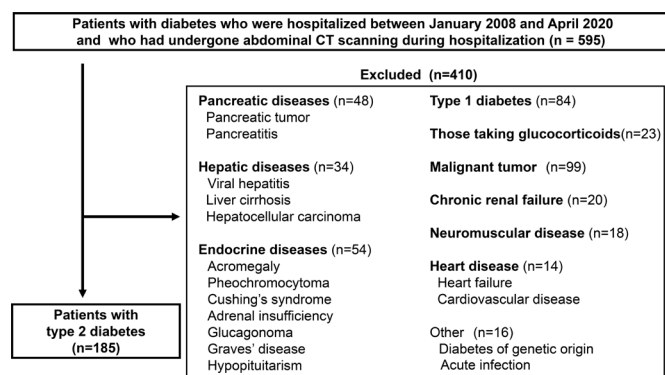 Patients with diabetes who were hospitalized between January 2008 and April 2020
and who had undergone abdominal CT scanning during hospitalization (n = 595)
Excluded (n=410)
Pancreatic diseases (n=48)
Pancreatic tumor
Pancreatitis
Hepatic diseases (n=34)
Viral hepatitis
Liver cirrhosis
Hepatocellular carcinoma
Endocrine diseases (n=54)
Acromegaly
Pheochromocytoma
Cushing's syndrome
Adrenal insufficiency
Glucagonoma
Graves' disease
Hypopituitarism
Type 1 diabetes (n=84)
Those taking glucocorticoids(n=23)
Malignant tumor (n=99)
Chronic renal failure (n=20)
Neuromuscular disease (n=18)
Heart disease (n=14)
Heart failure
Cardiovascular disease
Other (n=16)
Diabetes of genetic origin
Acute infection
Patients with
type 2 diabetes
(n=185)